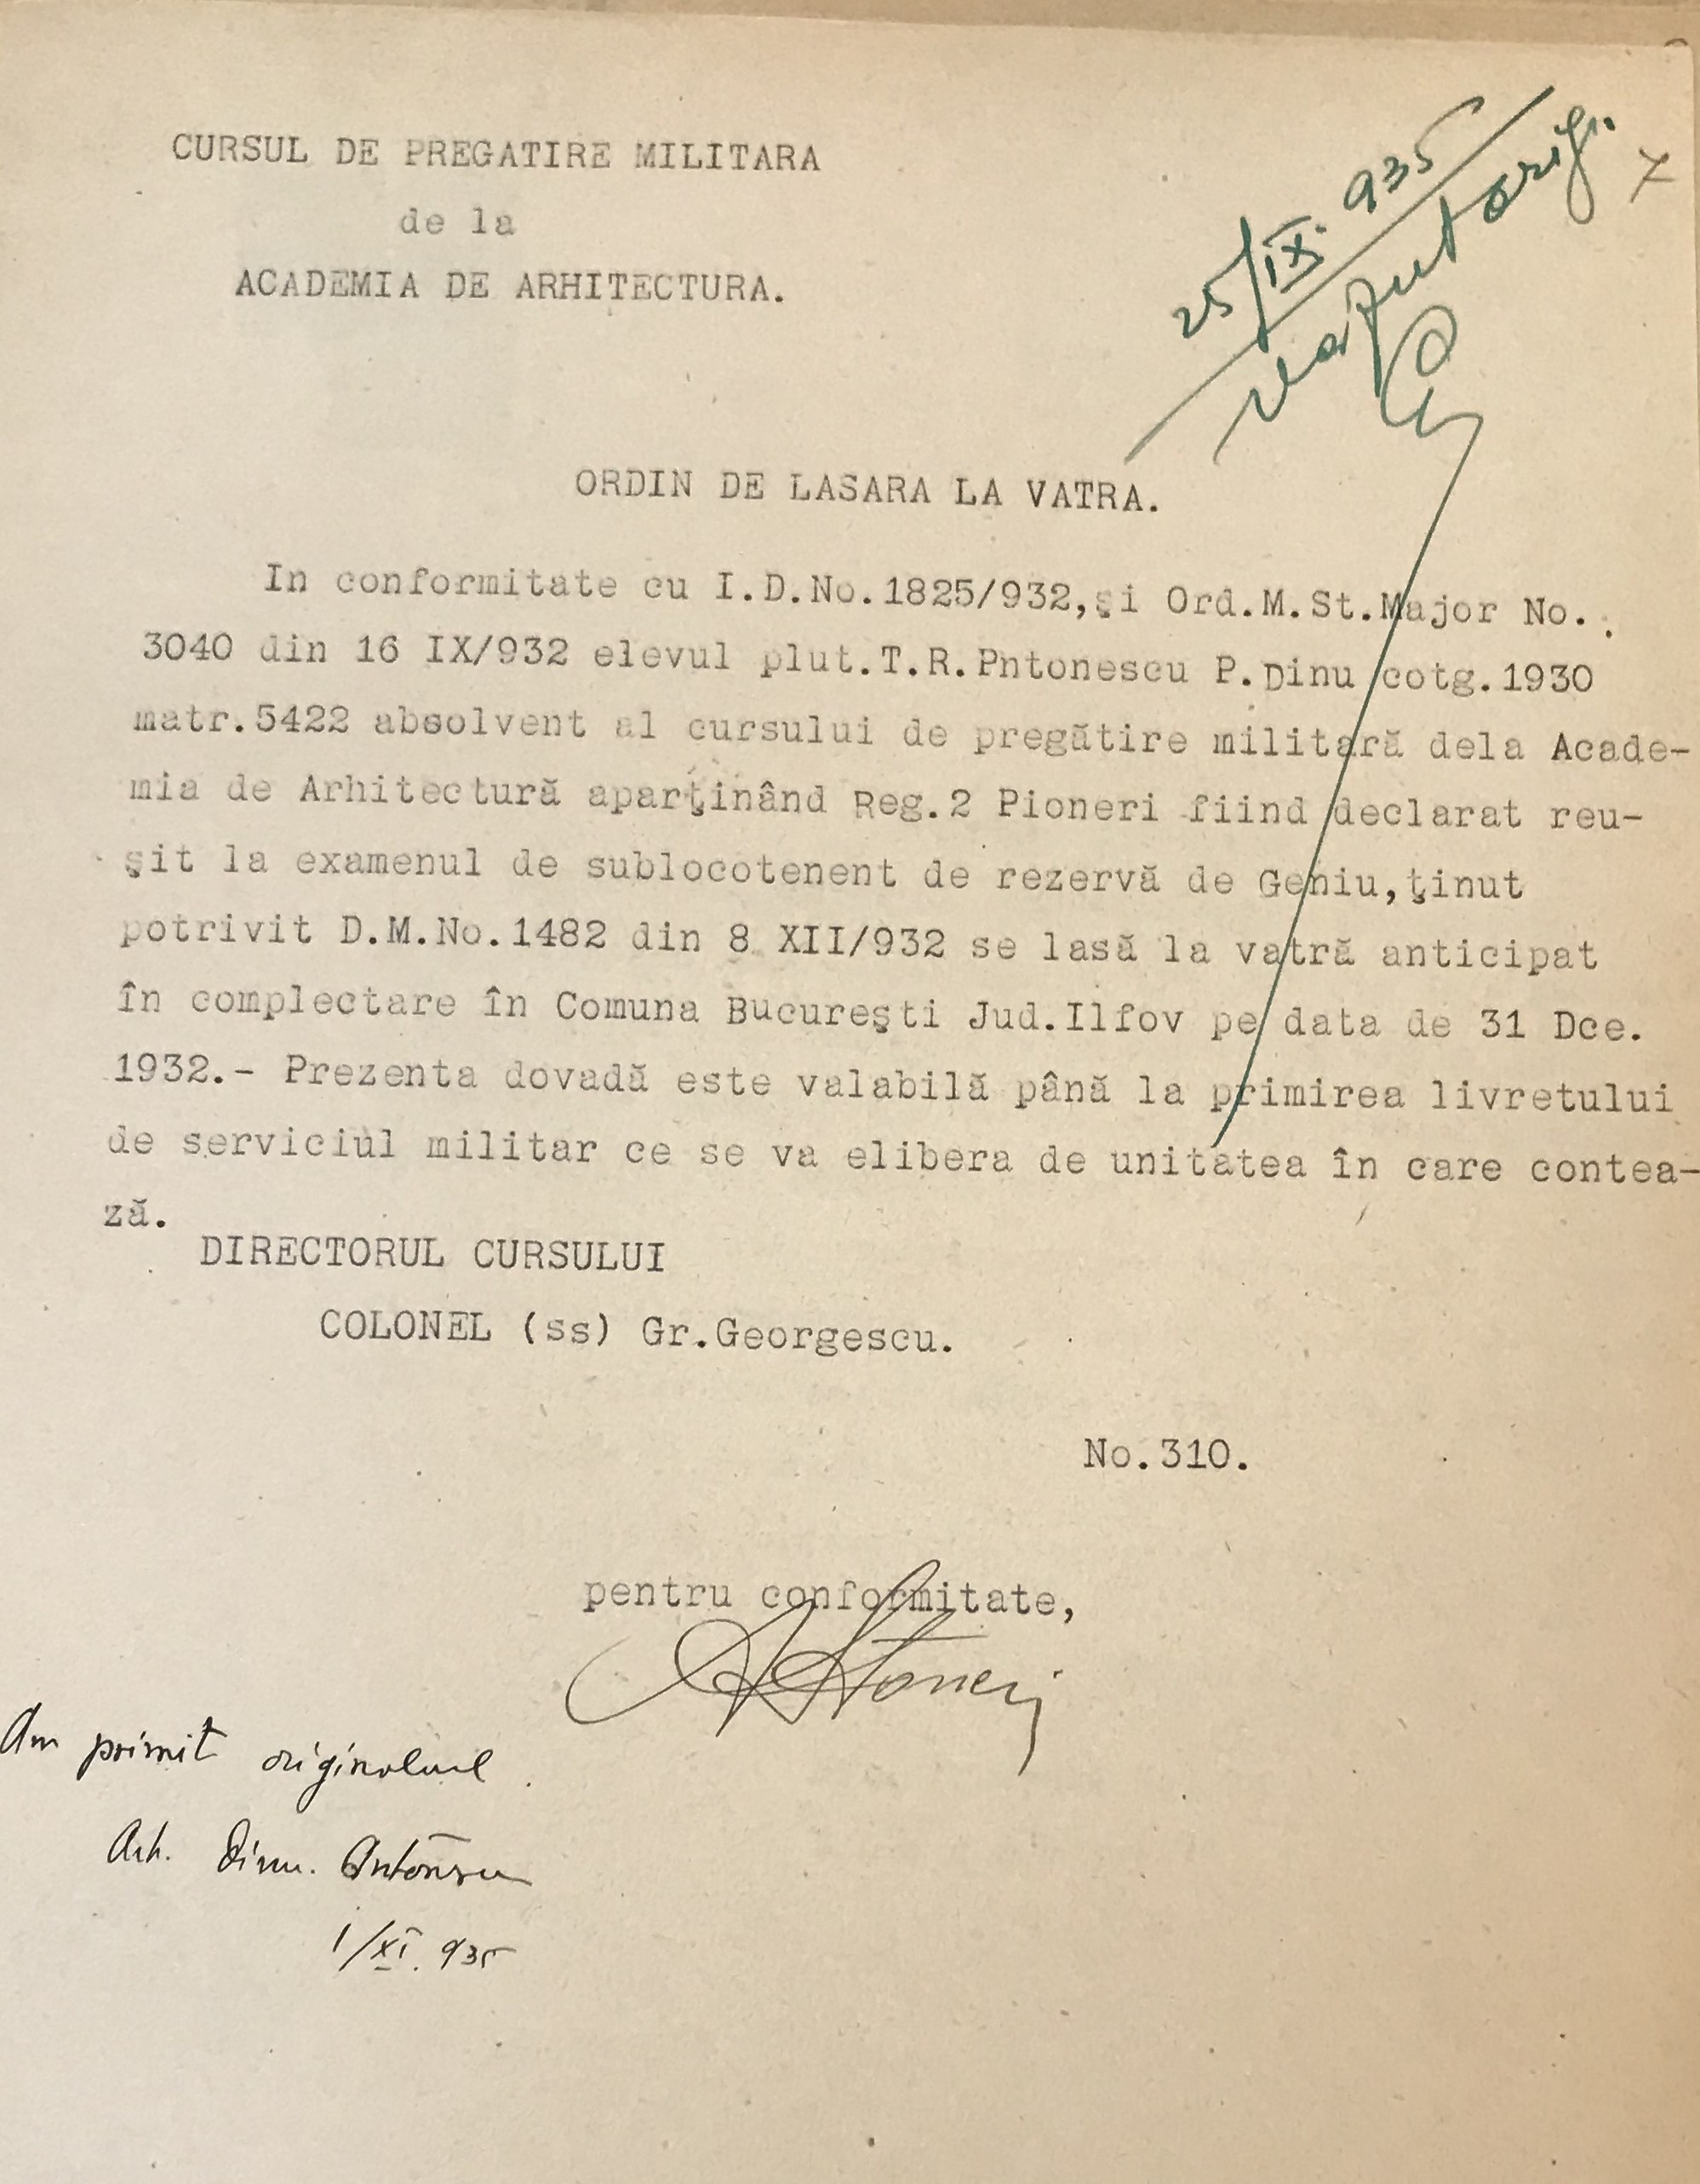 CURSUL DE PREGATIRE MILITARA
de la
ACADEMIA DE ARHITECTURA.
25/IX. 935
x
ORDIN DE LASARA LA VATRA.
In conformitate cu I.D.No.1825/932,şi Ord.M.St.Major No..
3040 din 16 IX/932 elevul plut.T.R.Pntonescu P.Dinu cotg.1930
matr.5422 absolvent al cursului de pregătire militară dela Acade-
mia de Arhitectură aparţinând Reg.2 Pioneri fiind declarat reu-
şit la examenul de sublocotenent de rezervă de Geniu,ţinut
potrivit D.M.No.1482 din 8 XII/932 se lasă la vatră anticipat
în complectare în Comuna Bucureşti Jud.Ilfov pe data de 31 Dce.
1932.- Prezenta dovadă este valabilă până la primirea livretului
de serviciul militar ce se va elibera de unitatea în care contea-
ză.
DIRECTORUL CURSULUI
COLONEL (ss) Gr.Georgescu.
No.310.
pentru conformitate,
Am primit originalul.
Arh. Dinu. Antonescu
1/XI. 935